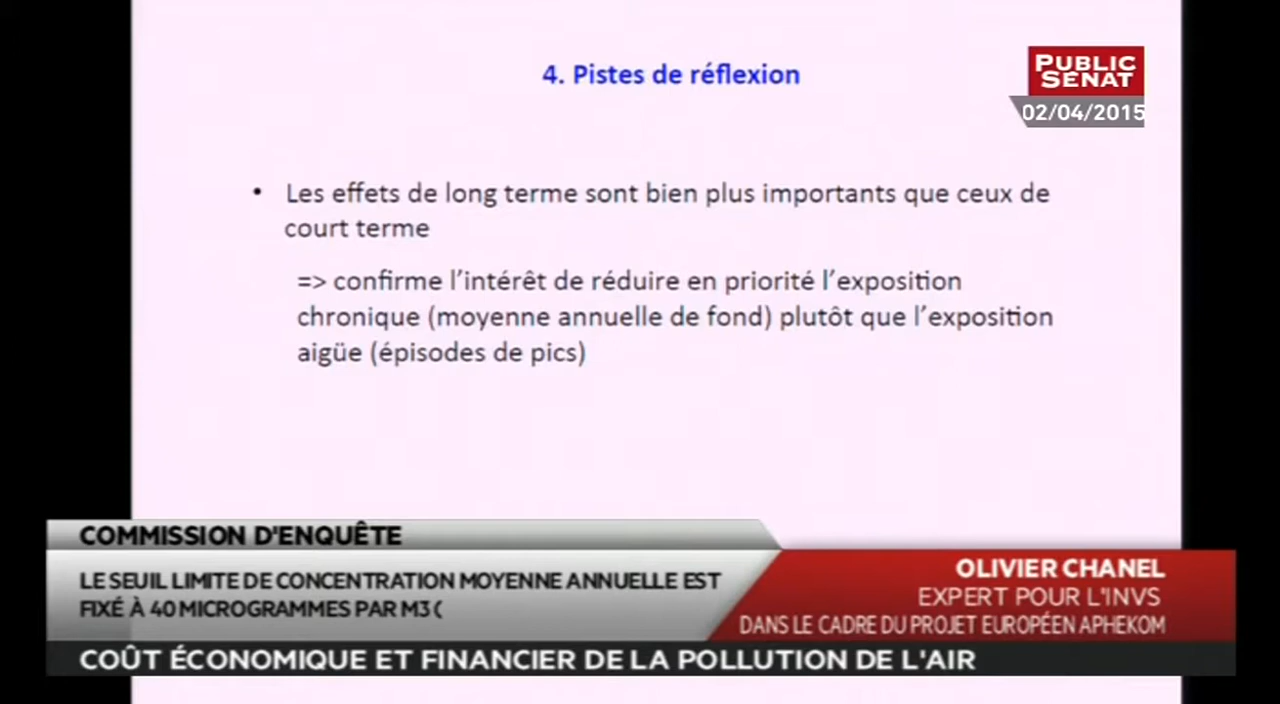 4. Pistes de réflexion
PUBLIC
SÉNAT
02/04/2015
• Les effets de long terme sont bien plus importants que ceux de
court terme
=> confirme l’intérêt de réduire en priorité l’exposition
chronique (moyenne annuelle de fond) plutôt que l’exposition
aigüe (épisodes de pics)
COMMISSION D'ENQUÊTE
LE SEUIL LIMITE DE CONCENTRATION MOYENNE ANNUELLE EST
FIXÉ À 40 MICROGRAMMES PAR M3 (
OLIVIER CHANEL
EXPERT POUR L'INVS
DANS LE CADRE DU PROJET EUROPÉEN APHEKOM
COÛT ÉCONOMIQUE ET FINANCIER DE LA POLLUTION DE L'AIR